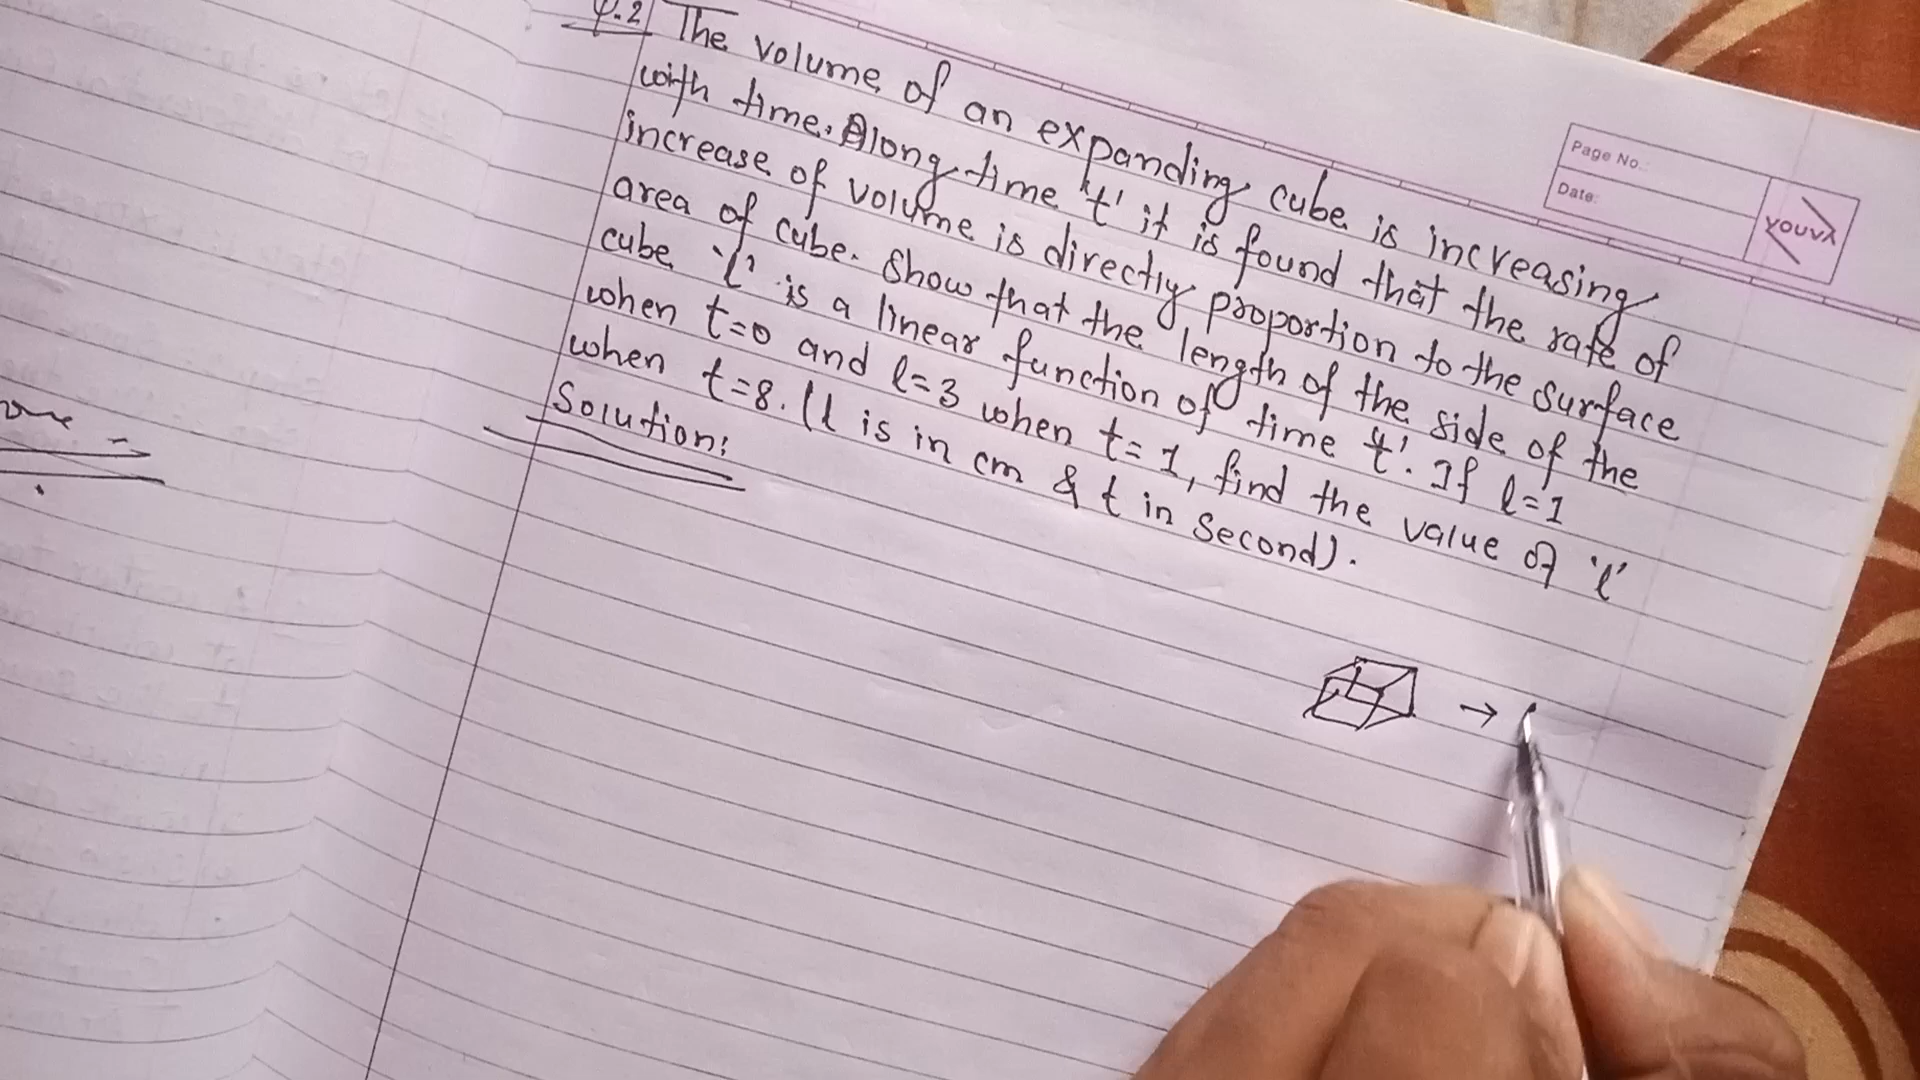 Q.2 The volume of an expanding cube is increasing
with time. Along time 't' it is found that the rate of
increase of volume is directly proportion to the surface
area of cube. Show that the length of the side of the
cube 'l' is a linear function of time 't'. If l=1
when t=0 and l=3 when t=1, find the value of 'l'
when t=8. (l is in cm & t in second).
Solution:
Page No.:
Date:
YOUVA